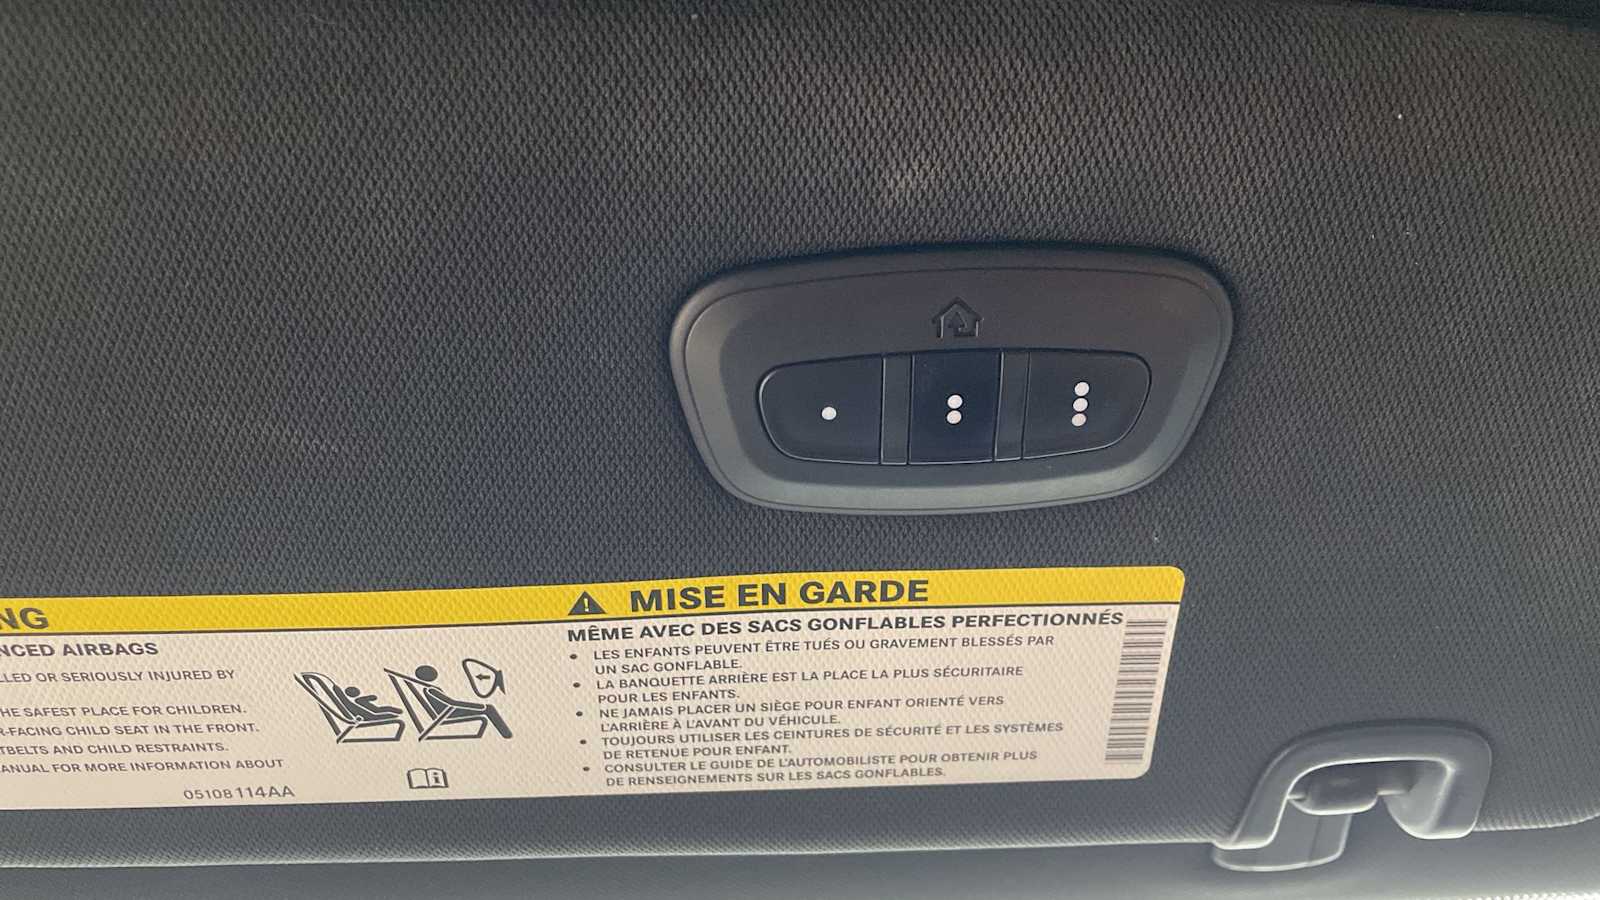 NG
NCED AIRBAGS
LLED OR SERIOUSLY INJURED BY
HE SAFEST PLACE FOR CHILDREN.
R-FACING CHILD SEAT IN THE FRONT.
TBELTS AND CHILD RESTRAINTS.
ANUAL FOR MORE INFORMATION ABOUT
05108114AA
MISE EN GARDE
MÊME AVEC DES SACS GONFLABLES PERFECTIONNÉS
• LES ENFANTS PEUVENT ÊTRE TUÉS OU GRAVEMENT BLESSÉS PAR
UN SAC GONFLABLE.
• LA BANQUETTE ARRIÈRE EST LA PLACE LA PLUS SÉCURITAIRE
POUR LES ENFANTS.
• NE JAMAIS PLACER UN SIÈGE POUR ENFANT ORIENTÉ VERS
L'ARRIÈRE À L'AVANT DU VÉHICULE.
• TOUJOURS UTILISER LES CEINTURES DE SÉCURITÉ ET LES SYSTÈMES
DE RETENUE POUR ENFANT.
• CONSULTER LE GUIDE DE L'AUTOMOBILISTE POUR OBTENIR PLUS
DE RENSEIGNEMENTS SUR LES SACS GONFLABLES.